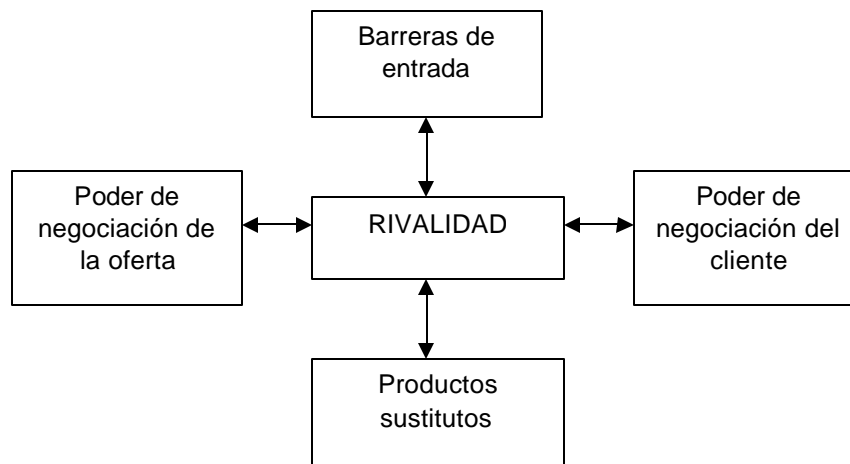 Barreras de
entrada
Poder de
negociación de
la oferta
RIVALIDAD
Poder de
negociación del
cliente
Productos
sustitutos